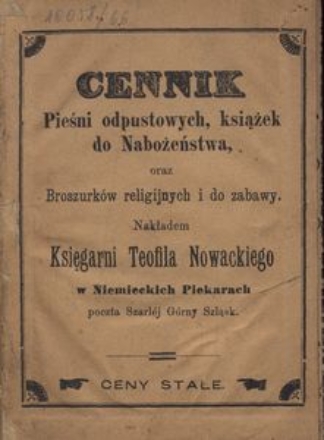 CENNIK
Pieśni odpustowych, książek
do Nabożeństwa,
oraz
Broszurków religijnych i do zabawy.
Nakładem
Księgarni Teofila Nowackiego
w Niemieckich Piekarach
poczta Szarléj Górny Szląsk.
CENY STAŁE.